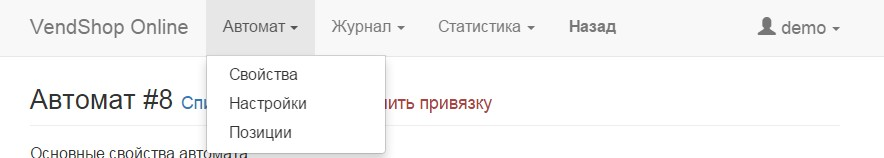 VendShop Online Автомат Журнал Статистика Назад demo
Свойства
Автомат #8
Настройки
привязку
Позиции
Основные свойства автомата